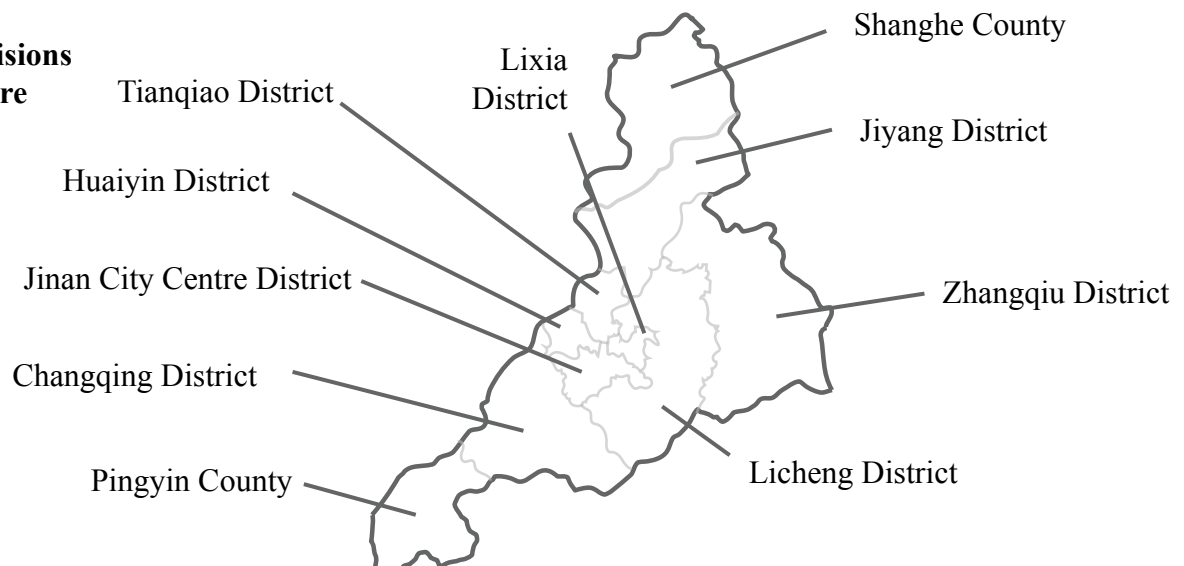 Shanghe County
Lixia
District
Tianqiao District
Jiyang District
Huaiyin District
Jinan City Centre District
Zhangqiu District
Changqing District
Licheng District
Pingyin County